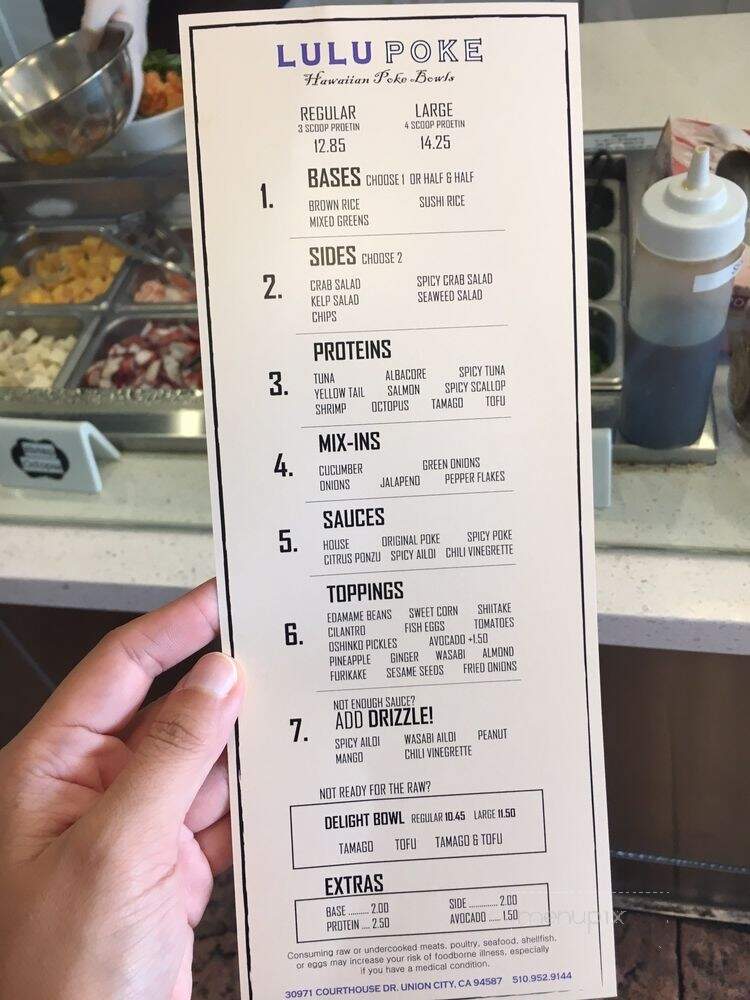 LULU POKE
Hawaiian Poke Bowls
REGULAR LARGE
3 SCOOP PROETIN 4 SCOOP PROETIN
12.85 14.25
1. BASES CHOOSE 1 OR HALF & HALF
BROWN RICE SUSHI RICE
MIXED GREENS
2. SIDES CHOOSE 2
CRAB SALAD SPICY CRAB SALAD
KELP SALAD SEAWEED SALAD
CHIPS
3. PROTEINS
TUNA ALBACORE SPICY TUNA
YELLOW TAIL SALMON SPICY SCALLOP
SHRIMP OCTOPUS TAMAGO TOFU
4. MIX-INS
CUCUMBER GREEN ONIONS
ONIONS JALAPENO PEPPER FLAKES
5. SAUCES
HOUSE ORIGINAL POKE SPICY POKE
CITRUS PONZU SPICY AILOI CHILI VINEGRETTE
6. TOPPINGS
EDAMAME BEANS SWEET CORN SHIITAKE
CILANTRO FISH EGGS TOMATOES
OSHINKO PICKLES AVOCADO +1.50
PINEAPPLE GINGER WASABI ALMOND
FURIKAKE SESAME SEEDS FRIED ONIONS
NOT ENOUGH SAUCE?
7. ADD DRIZZLE!
SPICY AILOI WASABI AILOI PEANUT
MANGO CHILI VINEGRETTE
NOT READY FOR THE RAW?
DELIGHT BOWL REGULAR 10.45 LARGE 11.50
TAMAGO TOFU TAMAGO & TOFU
EXTRAS
BASE ......... 2.00 SIDE ............ 2.00
PROTEIN .... 2.50 AVOCADO ..... 1.50
Consuming raw or undercooked meats, poultry, seafood, shellfish,
or eggs may increase your risk of foodborne illness, especially
if you have a medical condition.
30971 COURTHOUSE DR. UNION CITY, CA 94587 510.952.9144
menupix